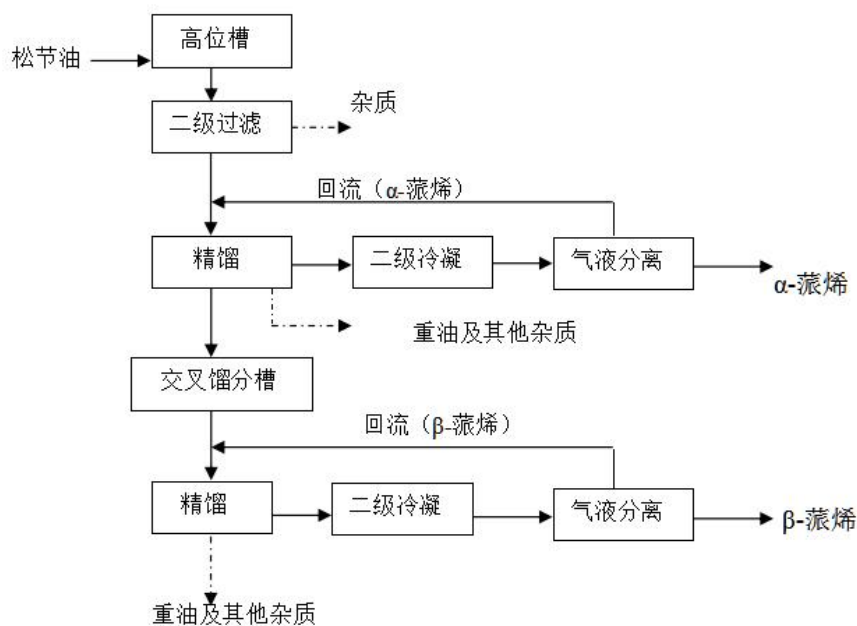 高位槽
松节油
杂质
二级过滤
回流（α-蒎烯）
精馏
二级冷凝
气液分离
α-蒎烯
重油及其他杂质
交叉馏分槽
回流（β-蒎烯）
精馏
二级冷凝
气液分离
β-蒎烯
重油及其他杂质